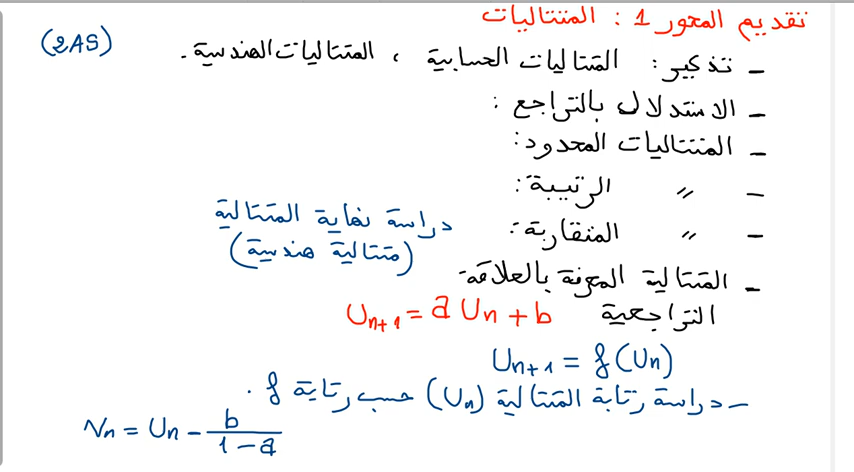 تقديم المحور 1 : المتتاليات
(2AS)
- تذكير : المتتاليات الحسابية ، المتتاليات الهندسية .
- الاستدلال بالتراجع :
- المتتاليات المحدود :
- " الرتيبة :
- " المتقاربة : دراسة نهاية المتتالية
(متتالية هندسية)
- المتتالية المعرفة بالعلاقة
التراجعية Uₙ₊₁ = a Uₙ + b
Uₙ₊₁ = f(Uₙ)
- دراسة رتابة المتتالية (Uₙ) حسب رتابة f .
Vₙ = Uₙ - b/(1-a)